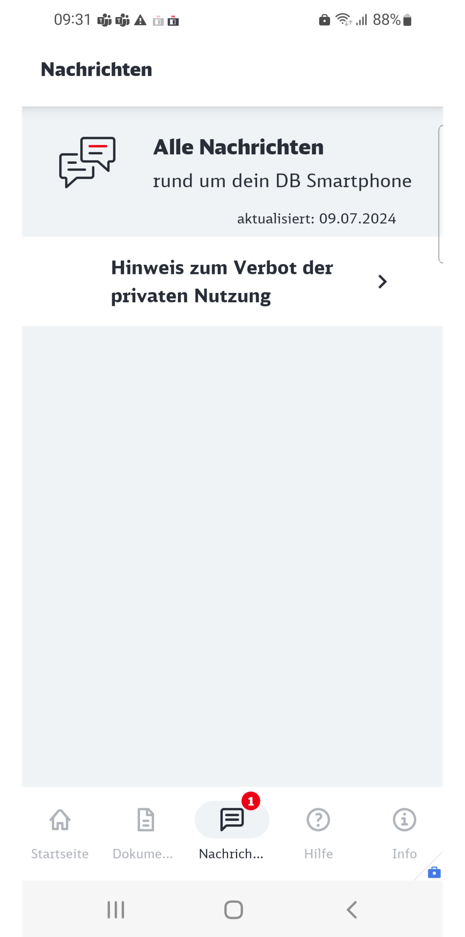 09:31 88%
Nachrichten
Alle Nachrichten
rund um dein DB Smartphone
aktualisiert: 09.07.2024
Hinweis zum Verbot der
privaten Nutzung
1
Startseite Dokume... Nachrich... Hilfe Info